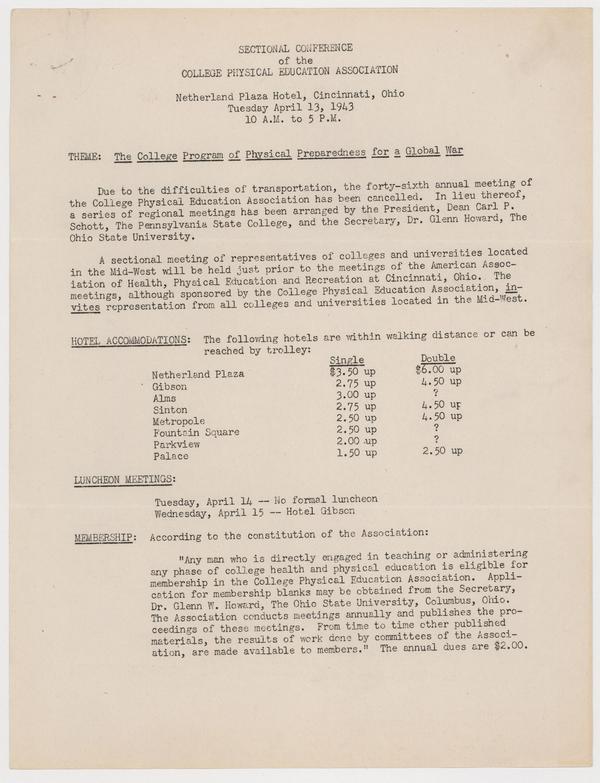 SECTIONAL CONFERENCE
of the
COLLEGE PHYSICAL EDUCATION ASSOCIATION
Netherland Plaza Hotel, Cincinnati, Ohio
Tuesday April 13, 1943
10 A.M. to 5 P.M.
THEME: The College Program of Physical Preparedness for a Global War
Due to the difficulties of transportation, the forty-sixth annual meeting of
the College Physical Education Association has been cancelled. In lieu thereof,
a series of regional meetings has been arranged by the President, Dean Carl P.
Schott, The Pennsylvania State College, and the Secretary, Dr. Glenn Howard, The
Ohio State University.
A sectional meeting of representatives of colleges and universities located
in the Mid-West will be held just prior to the meetings of the American Assoc-
iation of Health, Physical Education and Recreation at Cincinnati, Ohio. The
meetings, although sponsored by the College Physical Education Association, in-
vites representation from all colleges and universities located in the Mid-West.
HOTEL ACCOMMODATIONS: The following hotels are within walking distance or can be
reached by trolley:
Single Double
Netherland Plaza $3.50 up $6.00 up
Gibson 2.75 up 4.50 up
Alms 3.00 up ?
Sinton 2.75 up 4.50 up
Metropole 2.50 up 4.50 up
Fountain Square 2.50 up ?
Parkview 2.00 up ?
Palace 1.50 up 2.50 up
LUNCHEON MEETINGS:
Tuesday, April 14 -- No formal luncheon
Wednesday, April 15 -- Hotel Gibson
MEMBERSHIP: According to the constitution of the Association:
"Any man who is directly engaged in teaching or administering
any phase of college health and physical education is eligible for
membership in the College Physical Education Association. Appli-
cation for membership blanks may be obtained from the Secretary,
Dr. Glenn W. Howard, The Ohio State University, Columbus, Ohio.
The Association conducts meetings annually and publishes the pro-
ceedings of these meetings. From time to time other published
materials, the results of work done by committees of the Associ-
ation, are made available to members." The annual dues are $2.00.